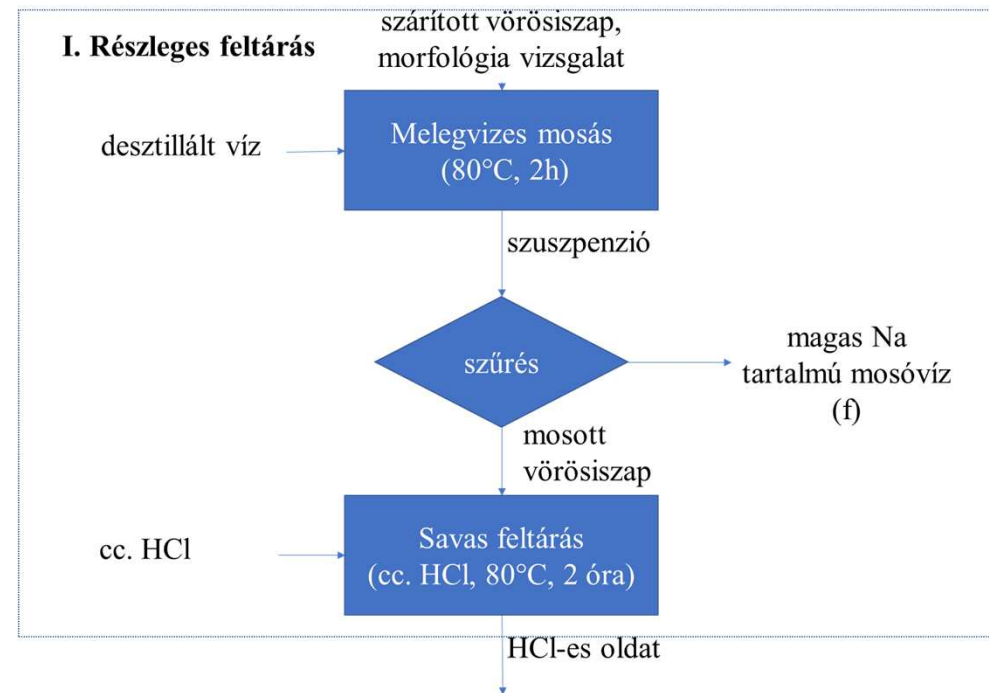 I. Részleges feltárás
szárított vörösiszap,
morfológia vizsgalat
desztillált víz
Melegvizes mosás
(80°C, 2h)
szuszpenzió
szűrés
magas Na
tartalmú mosóvíz
(f)
mosott
vörösiszap
cc. HCl
Savas feltárás
(cc. HCl, 80°C, 2 óra)
HCl-es oldat